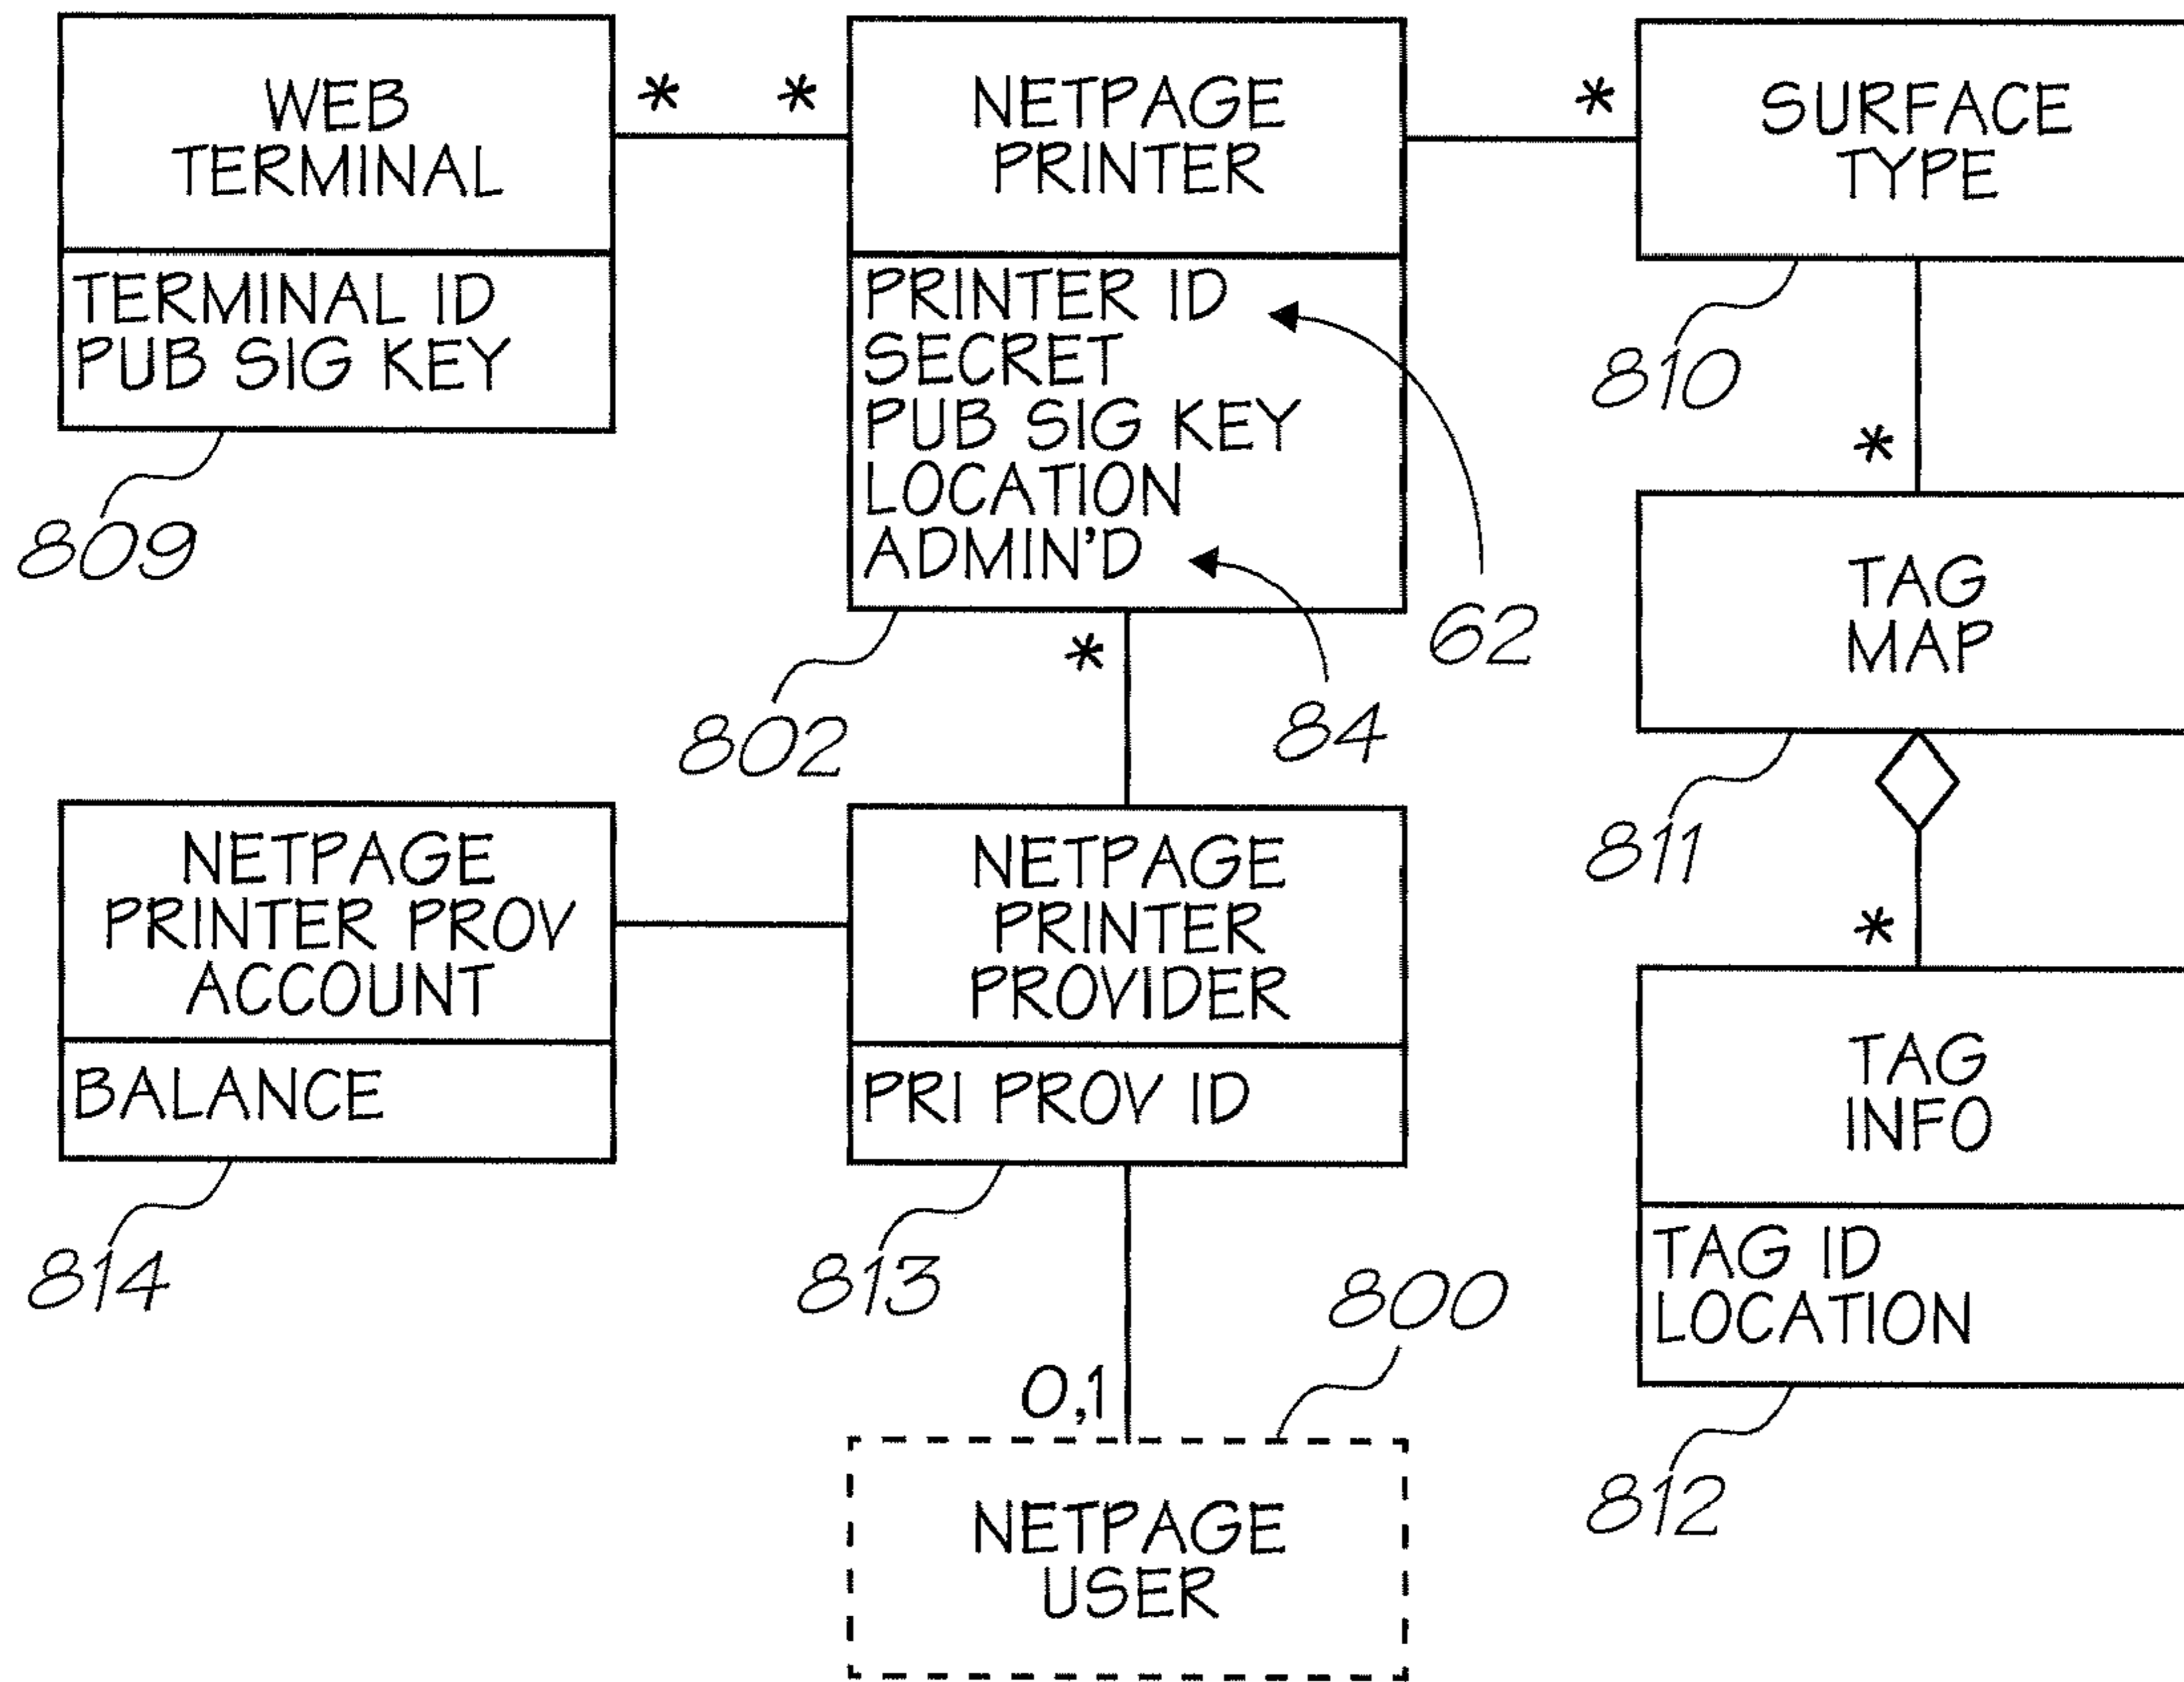 WEB
TERMINAL
TERMINAL ID
PUB SIG KEY
809
*
*
NETPAGE
PRINTER
PRINTER ID
SECRET
PUB SIG KEY
LOCATION
ADMIN'D
62
84
802
*
*
SURFACE
TYPE
810
*
TAG
MAP
811
*
TAG
INFO
TAG ID
LOCATION
812
NETPAGE
PRINTER PROV
ACCOUNT
BALANCE
814
NETPAGE
PRINTER
PROVIDER
PRI PROV ID
813
800
0,1
NETPAGE
USER